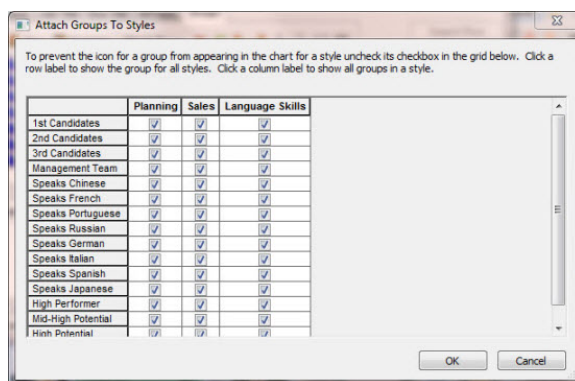 Attach Groups To Styles
To prevent the icon for a group from appearing in the chart for a style uncheck its checkbox in the grid below. Click a
row label to show the group for all styles. Click a column label to show all groups in a style.
Planning Sales Language Skills
1st Candidates
2nd Candidates
3rd Candidates
Management Team
Speaks Chinese
Speaks French
Speaks Portuguese
Speaks Russian
Speaks German
Speaks Italian
Speaks Spanish
Speaks Japanese
High Performer
Mid-High Potential
High Potential
OK Cancel